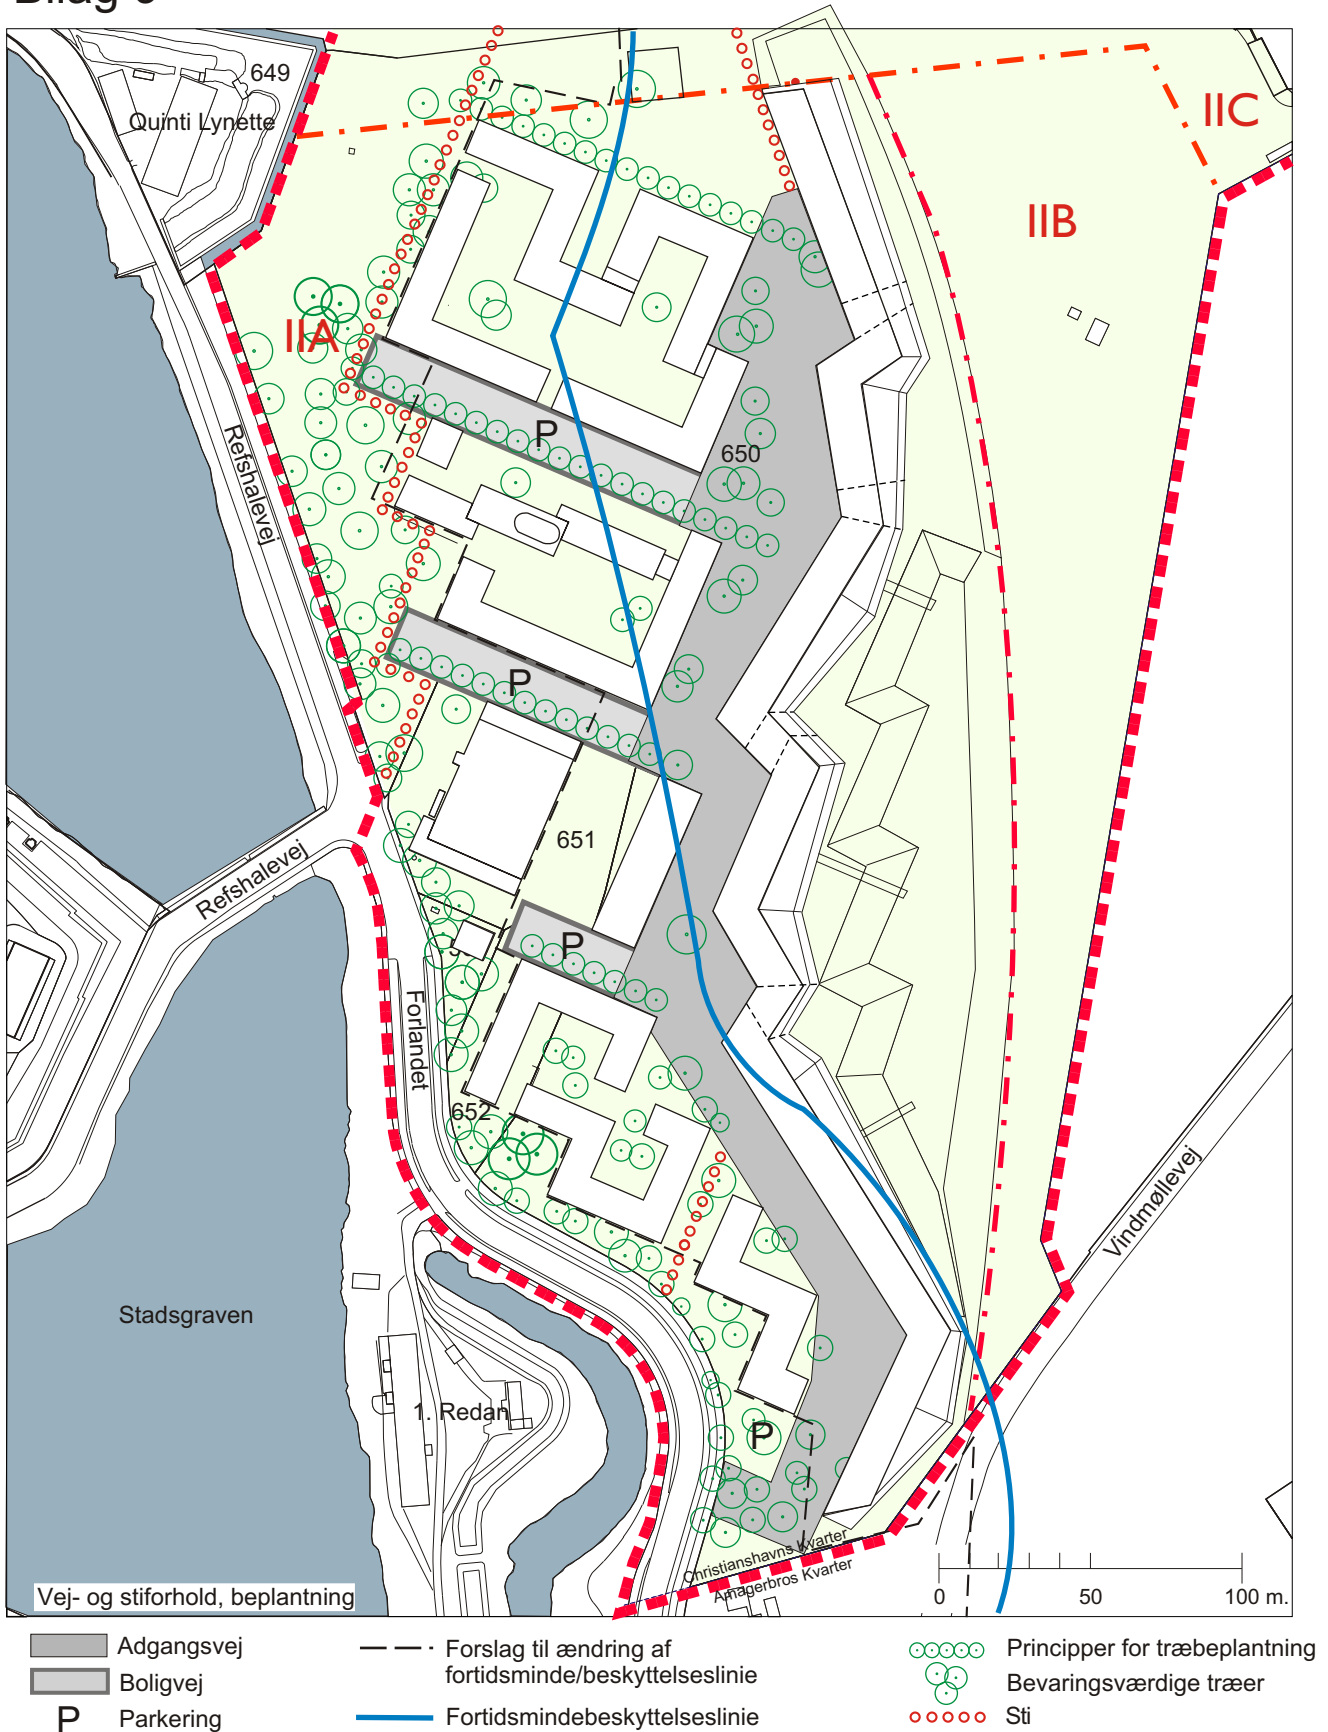 649
Quinti Lynette
IIC
IIB
IIA
Refshalevej
P
650
P
651
Refshalevej
P
Forlandet
652
Vindmøllevej
Stadsgraven
1. Redan
P
Christianshavns Kvarter
Amagerbros Kvarter
0 50 100 m.
Vej- og stiforhold, beplantning
Adgangsvej
Boligvej
P Parkering
Forslag til ændring af
fortidsminde/beskyttelseslinie
Fortidsmindebeskyttelseslinie
Principper for træbeplantning
Bevaringsværdige træer
Sti